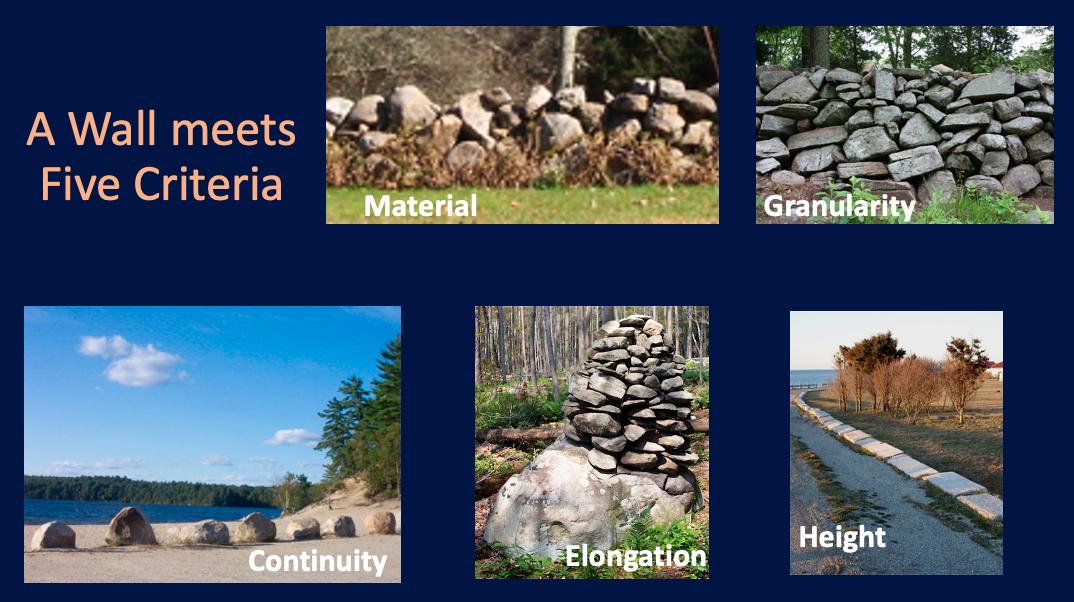 A Wall meets
Five Criteria
Material
Granularity
Continuity
Elongation
Height